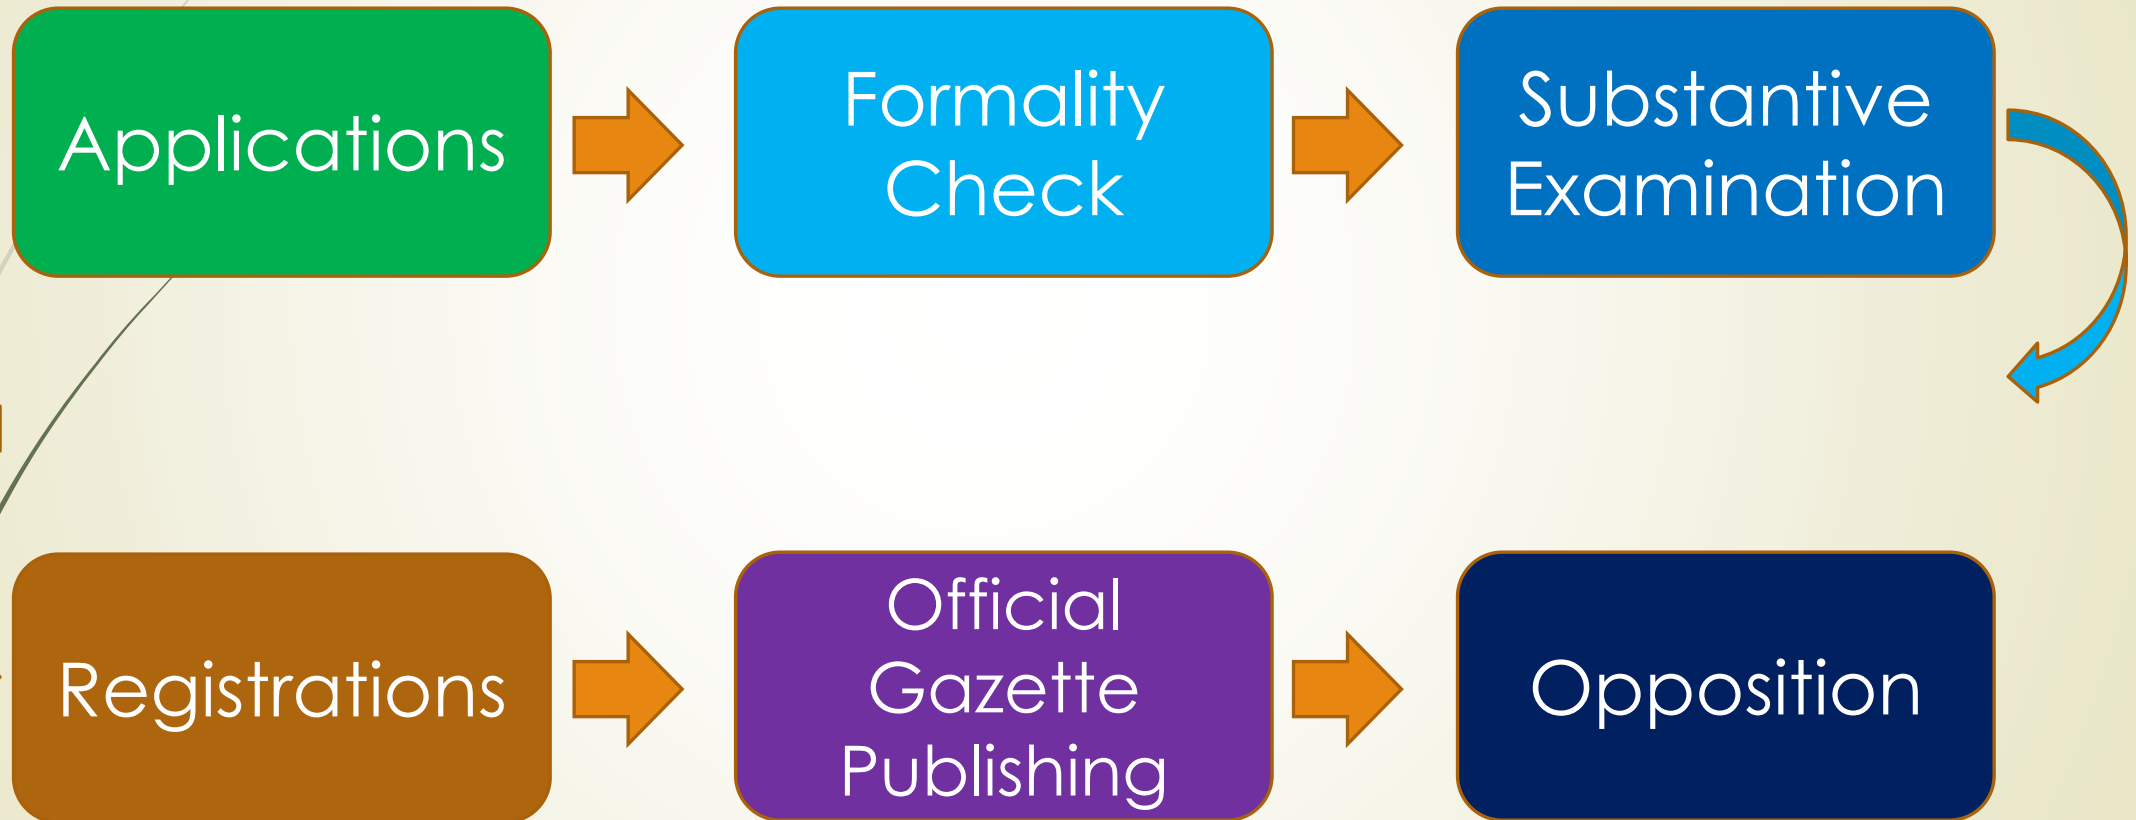 Applications
Formality
Check
Substantive
Examination
Registrations
Official
Gazette
Publishing
Opposition